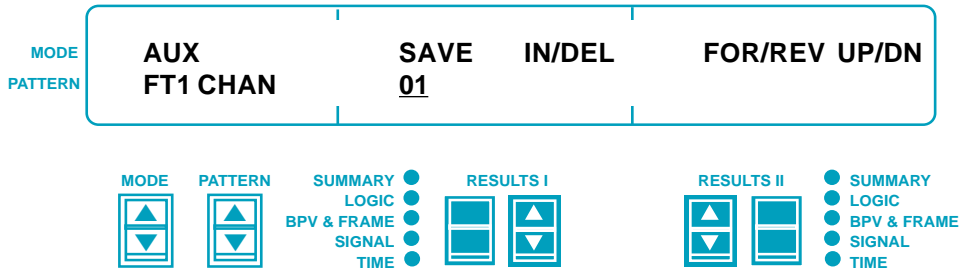 MODE AUX SAVE IN/DEL FOR/REV UP/DN
PATTERN FT1 CHAN 01
MODE PATTERN SUMMARY RESULTS I RESULTS II SUMMARY
LOGIC LOGIC
BPV & FRAME BPV & FRAME
SIGNAL SIGNAL
TIME TIME